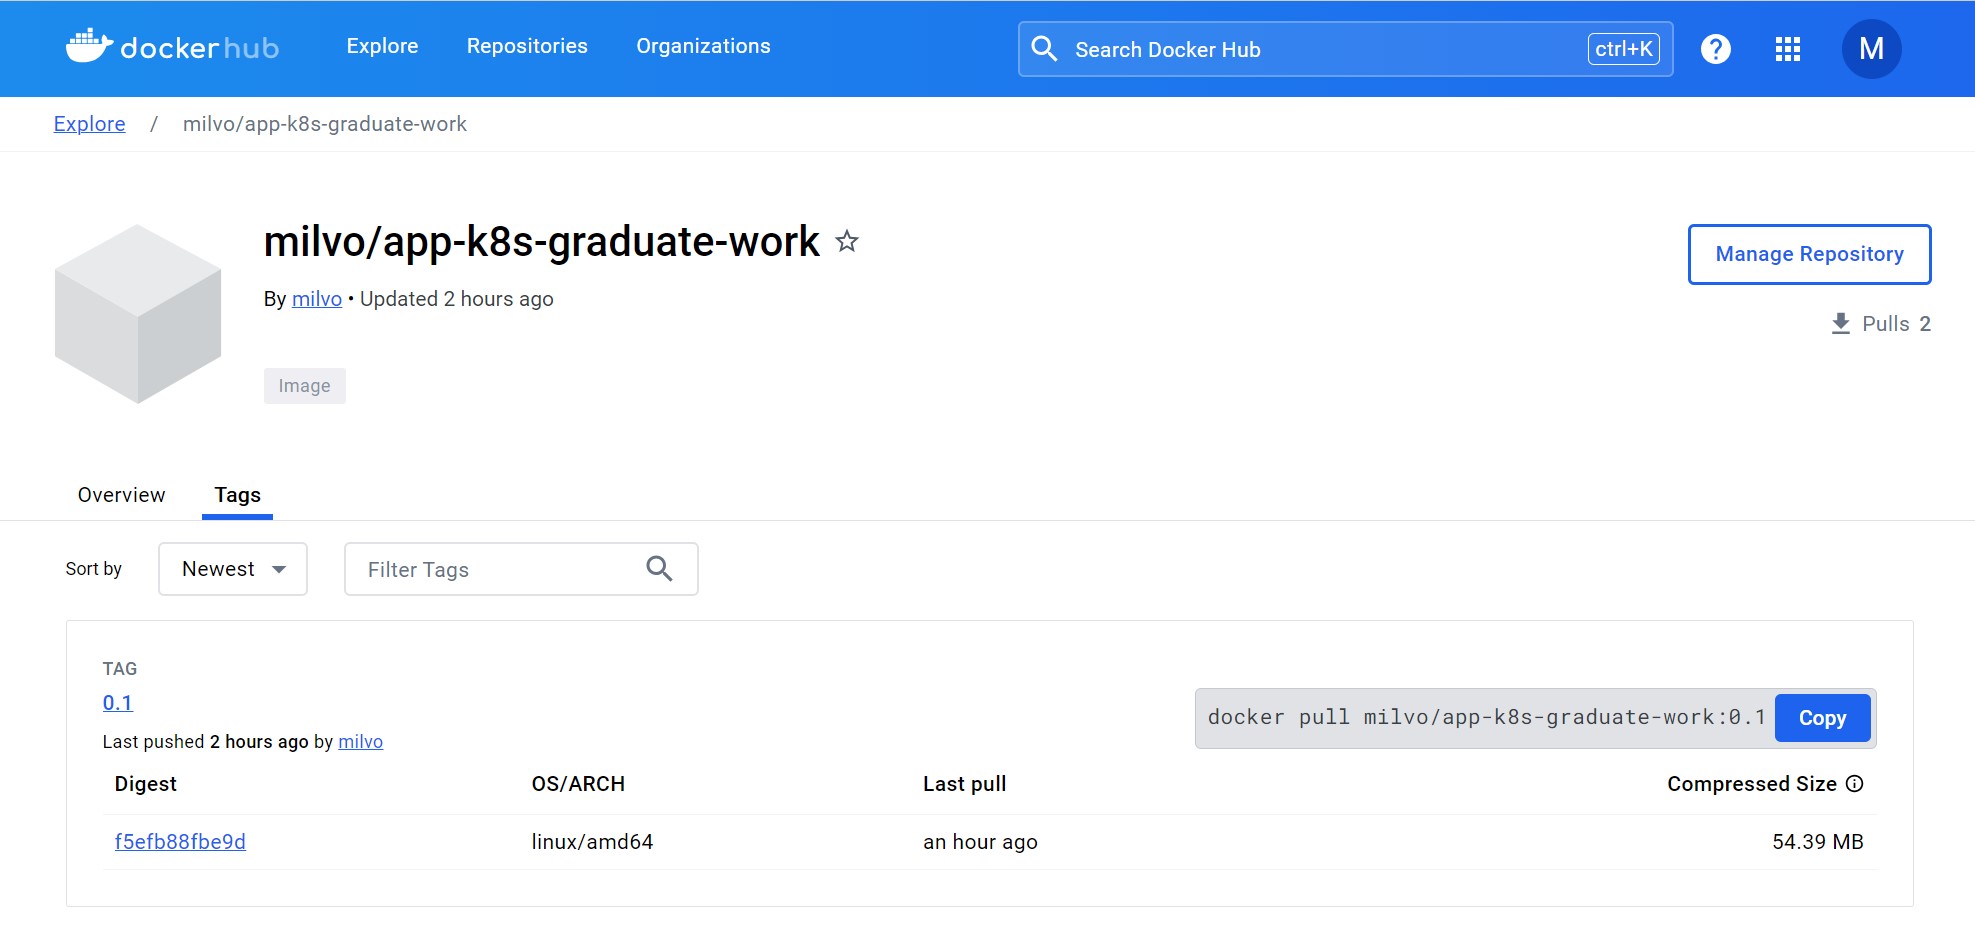 dockerhub Explore Repositories Organizations Search Docker Hub ctrl+K ? M
Explore / milvo/app-k8s-graduate-work
milvo/app-k8s-graduate-work
Manage Repository
By milvo • Updated 2 hours ago
Pulls 2
Image
Overview Tags
Sort by Newest Filter Tags
TAG
0.1
docker pull milvo/app-k8s-graduate-work:0.1 Copy
Last pushed 2 hours ago by milvo
Digest OS/ARCH Last pull Compressed Size
f5efb88fbe9d linux/amd64 an hour ago 54.39 MB